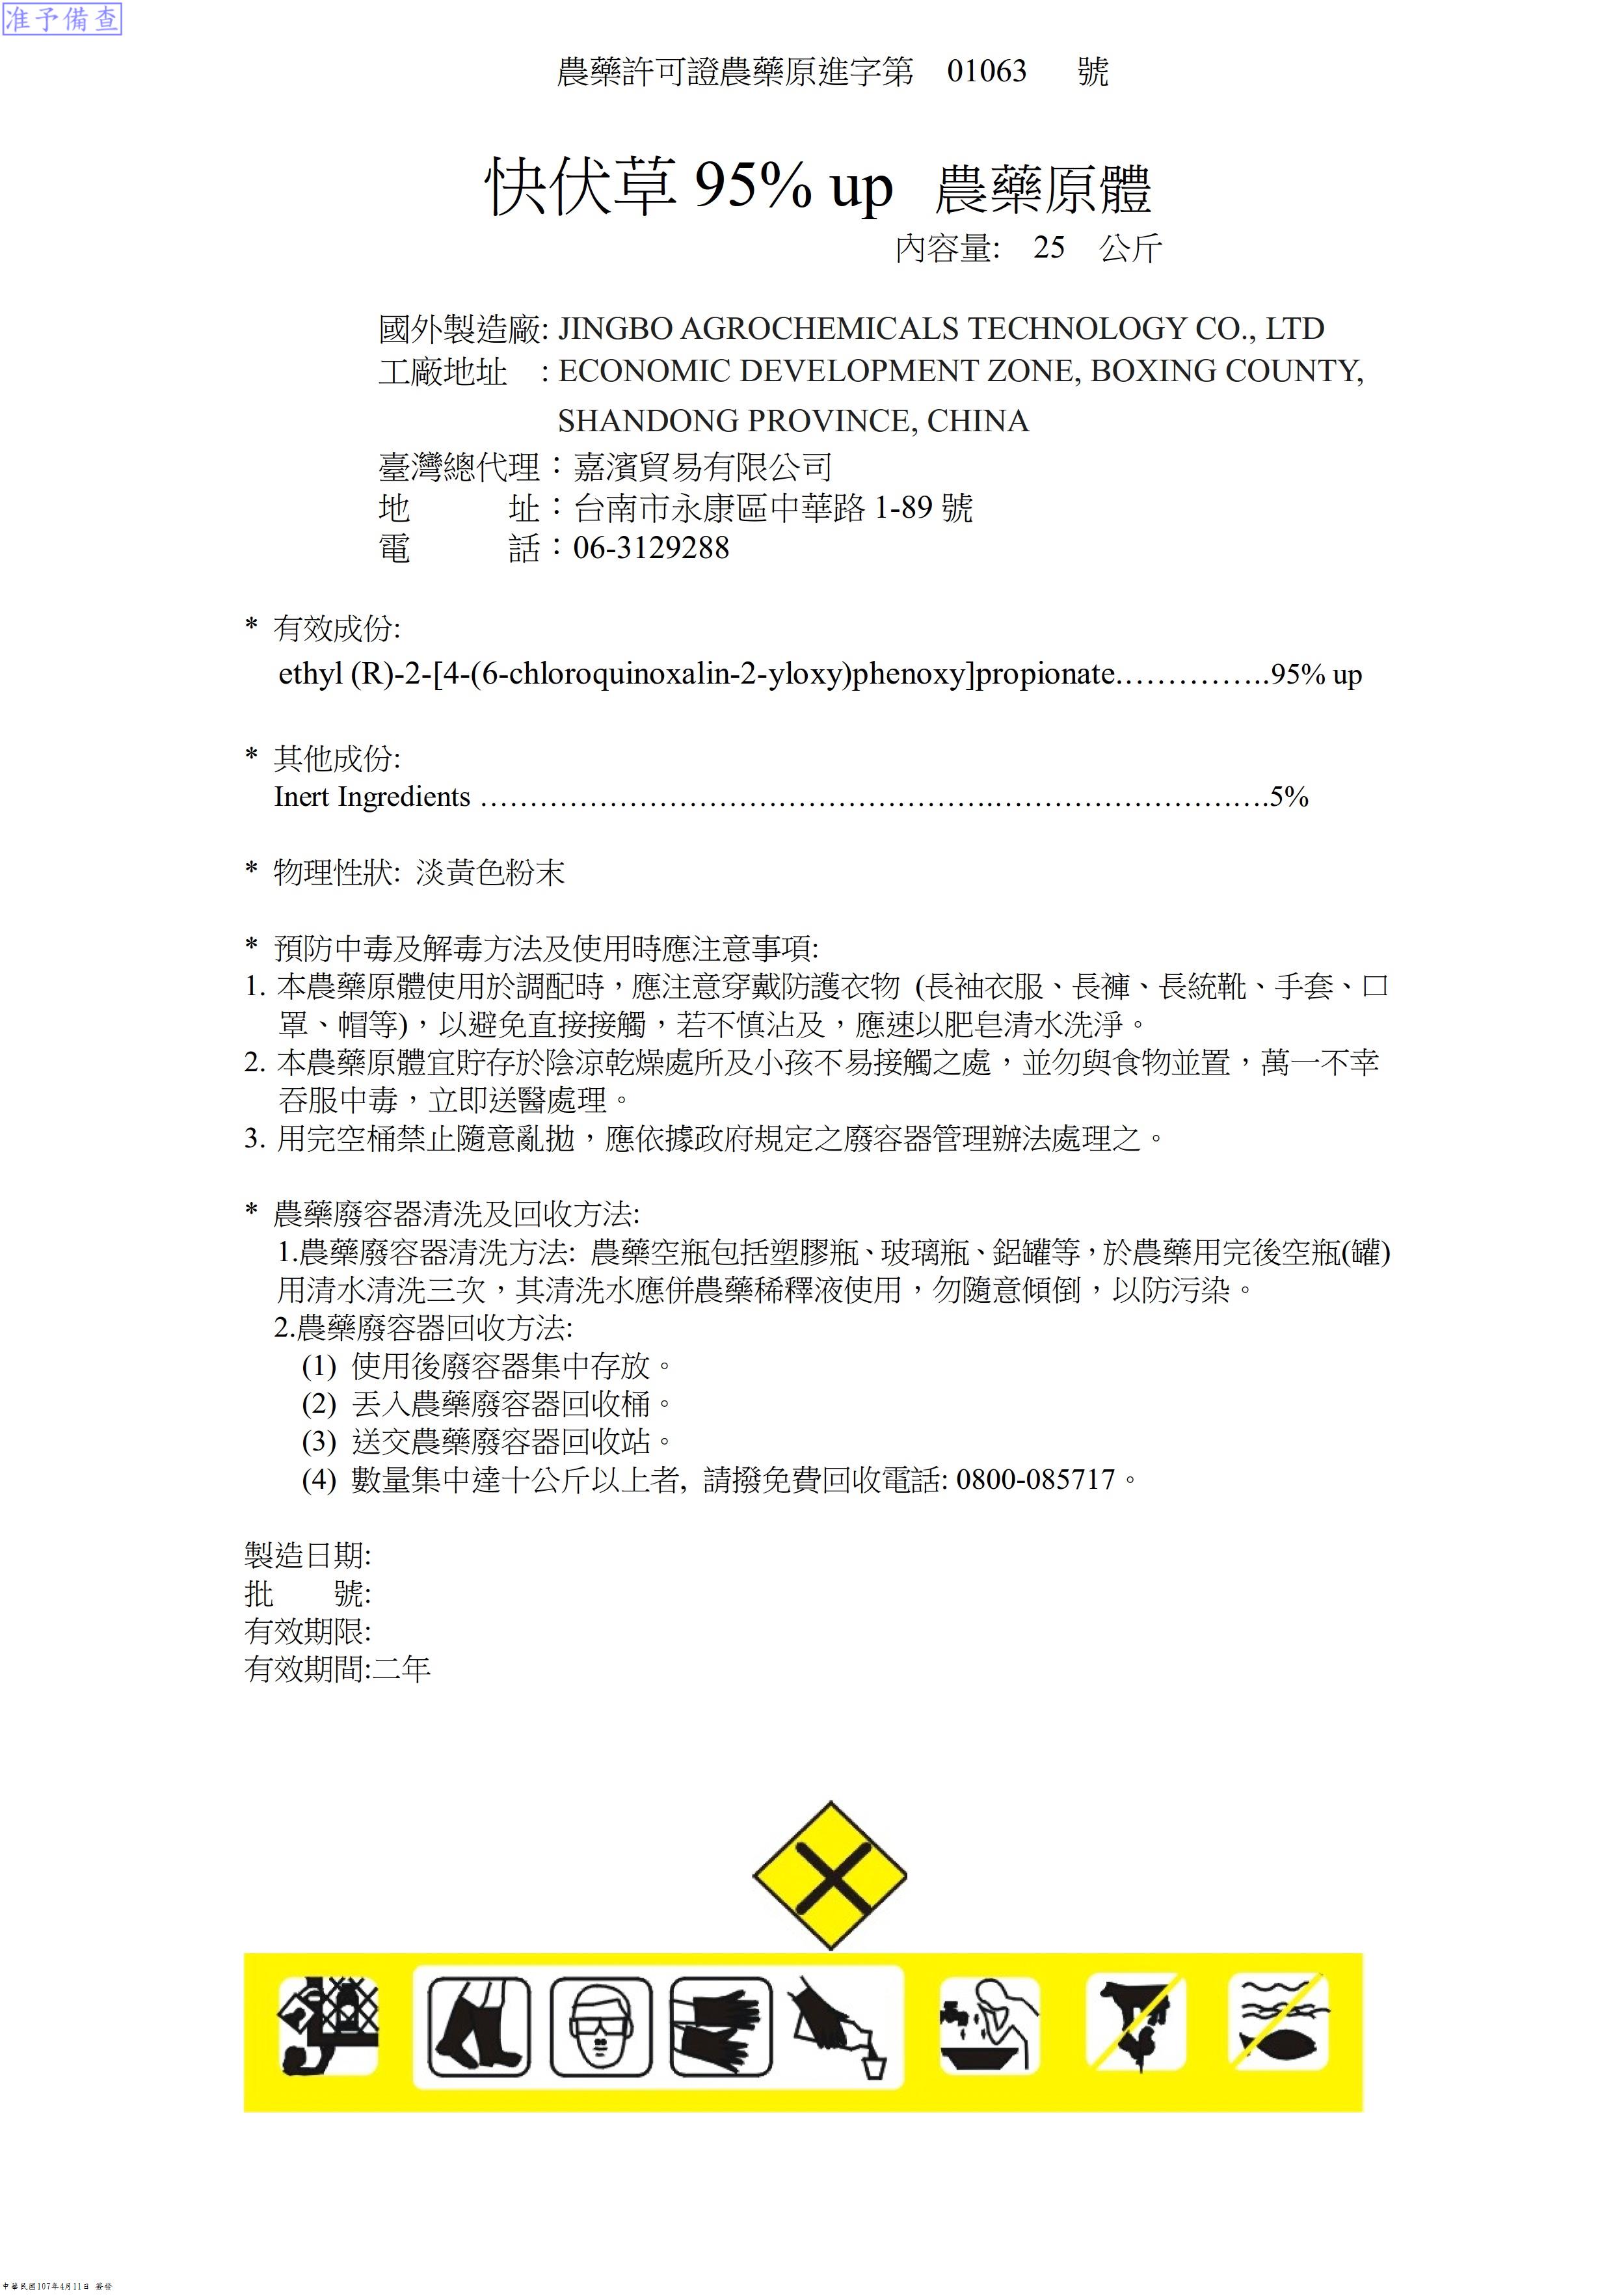 准予備查
農藥許可證農藥原進字第 01063 號
快伏草 95% up 農藥原體
內容量: 25 公斤
國外製造廠: JINGBO AGROCHEMICALS TECHNOLOGY CO., LTD
工廠地址 : ECONOMIC DEVELOPMENT ZONE, BOXING COUNTY,
SHANDONG PROVINCE, CHINA
臺灣總代理：嘉濱貿易有限公司
地 址：台南市永康區中華路 1-89 號
電 話：06-3129288
* 有效成份:
ethyl (R)-2-[4-(6-chloroquinoxalin-2-yloxy)phenoxy]propionate……………..95% up
* 其他成份:
Inert Ingredients …………………………………………….……………………….5%
* 物理性狀: 淡黃色粉末
* 預防中毒及解毒方法及使用時應注意事項:
1. 本農藥原體使用於調配時，應注意穿戴防護衣物 (長袖衣服、長褲、長統靴、手套、口
罩、帽等)，以避免直接接觸，若不慎沾及，應速以肥皂清水洗淨。
2. 本農藥原體宜貯存於陰涼乾燥處所及小孩不易接觸之處，並勿與食物並置，萬一不幸
吞服中毒，立即送醫處理。
3. 用完空桶禁止隨意亂拋，應依據政府規定之廢容器管理辦法處理之。
* 農藥廢容器清洗及回收方法:
1.農藥廢容器清洗方法: 農藥空瓶包括塑膠瓶、玻璃瓶、鋁罐等，於農藥用完後空瓶(罐)
用清水清洗三次，其清洗水應併農藥稀釋液使用，勿隨意傾倒，以防污染。
2.農藥廢容器回收方法:
(1) 使用後廢容器集中存放。
(2) 丟入農藥廢容器回收桶。
(3) 送交農藥廢容器回收站。
(4) 數量集中達十公斤以上者, 請撥免費回收電話: 0800-085717。
製造日期:
批 號:
有效期限:
有效期間:二年
中華民國107年4月11日 簽發